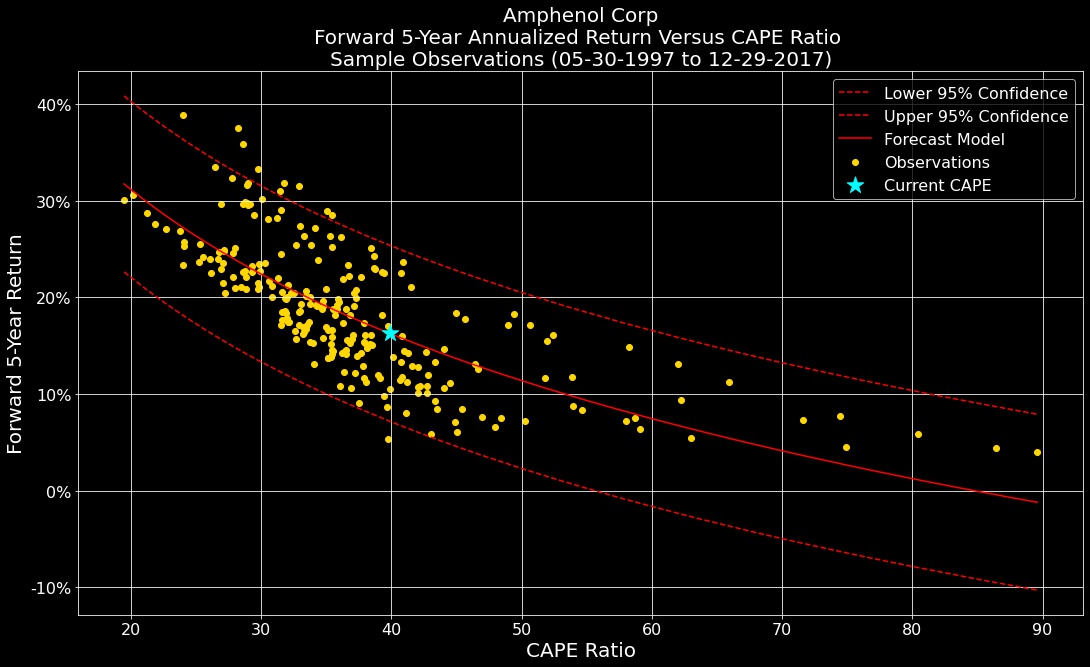 Amphenol Corp
Forward 5-Year Annualized Return Versus CAPE Ratio
Sample Observations (05-30-1997 to 12-29-2017)
Lower 95% Confidence
Upper 95% Confidence
Forecast Model
Observations
Current CAPE
Forward 5-Year Return
40%
30%
20%
10%
0%
-10%
20 30 40 50 60 70 80 90
CAPE Ratio